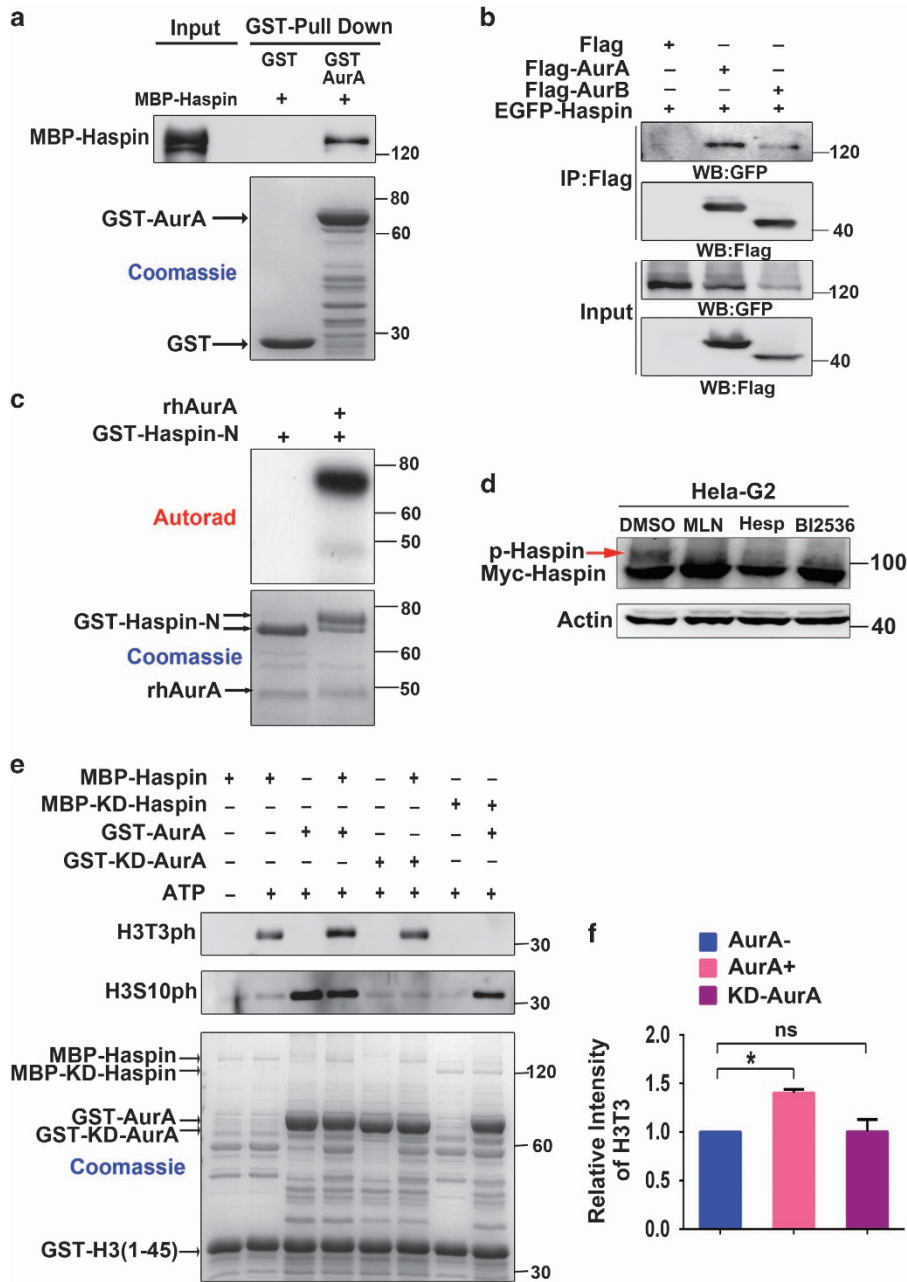 a
Input GST-Pull Down
GST GST
AurA
MBP-Haspin + +
MBP-Haspin
120
80
GST-AurA
60
Coomassie
30
GST
b
Flag + – –
Flag-AurA – + –
Flag-AurB – – +
EGFP-Haspin + + +
120
WB:GFP
IP:Flag
40
WB:Flag
120
WB:GFP
Input
40
WB:Flag
c
rhAurA +
GST-Haspin-N + +
80
Autorad
60
50
80
GST-Haspin-N
Coomassie
60
rhAurA
50
d
Hela-G2
DMSO MLN Hesp BI2536
p-Haspin
100
Myc-Haspin
Actin
40
e
MBP-Haspin + + – + – + – –
MBP-KD-Haspin – – – – – – + +
GST-AurA – – + + – – – +
GST-KD-AurA – – – – + + – –
ATP – + + + + + + +
H3T3ph
30
H3S10ph
30
MBP-Haspin
MBP-KD-Haspin
120
GST-AurA
GST-KD-AurA
60
Coomassie
GST-H3(1-45)
30
f
AurA-
AurA+
KD-AurA
ns
*
2.0
1.5
1.0
0.5
0.0
Relative Intensity
of H3T3